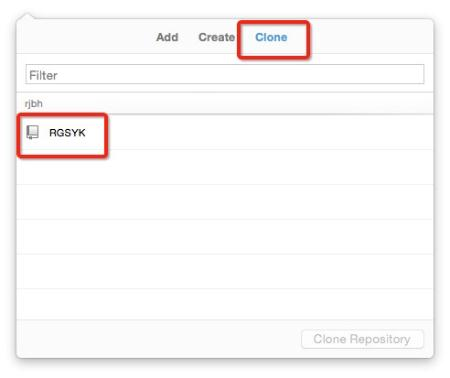 Add Create Clone
Filter
rjbh
RGSYK
Clone Repository